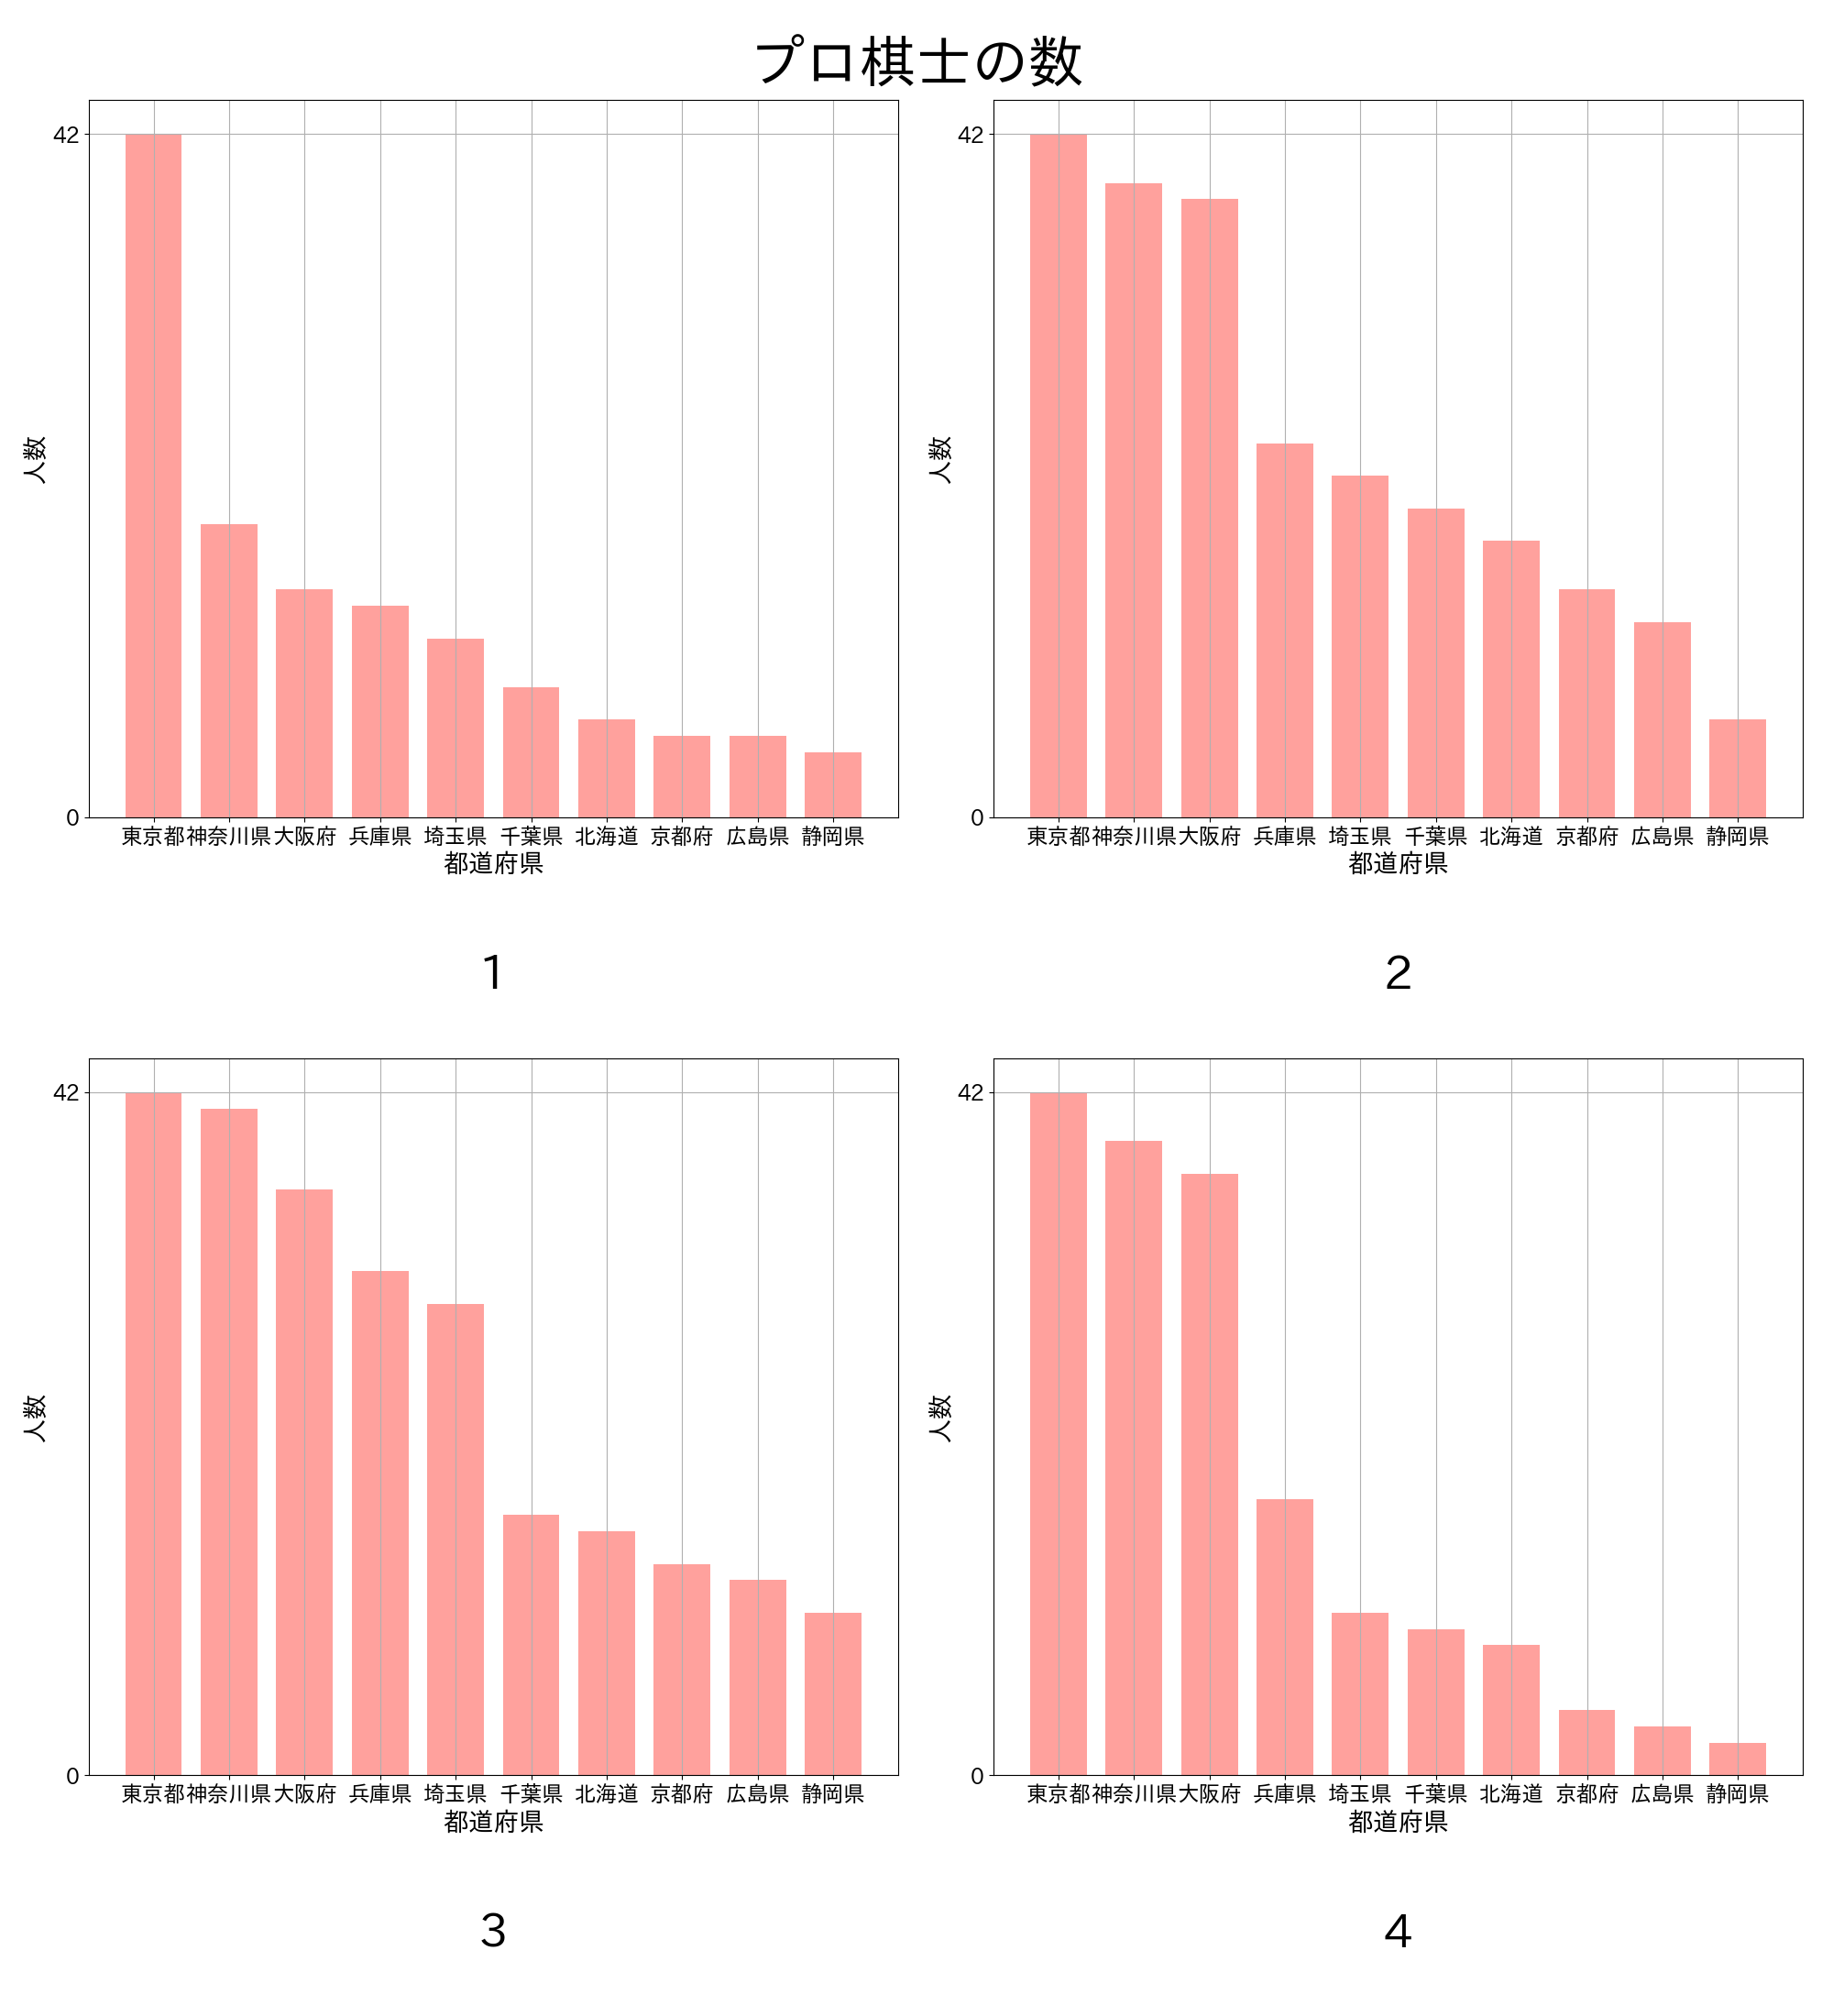 プロ棋士の数
42
0
人数
東京都 神奈川県 大阪府 兵庫県 埼玉県 千葉県 北海道 京都府 広島県 静岡県
都道府県
1
42
0
人数
東京都 神奈川県 大阪府 兵庫県 埼玉県 千葉県 北海道 京都府 広島県 静岡県
都道府県
2
42
0
人数
東京都 神奈川県 大阪府 兵庫県 埼玉県 千葉県 北海道 京都府 広島県 静岡県
都道府県
3
42
0
人数
東京都 神奈川県 大阪府 兵庫県 埼玉県 千葉県 北海道 京都府 広島県 静岡県
都道府県
4